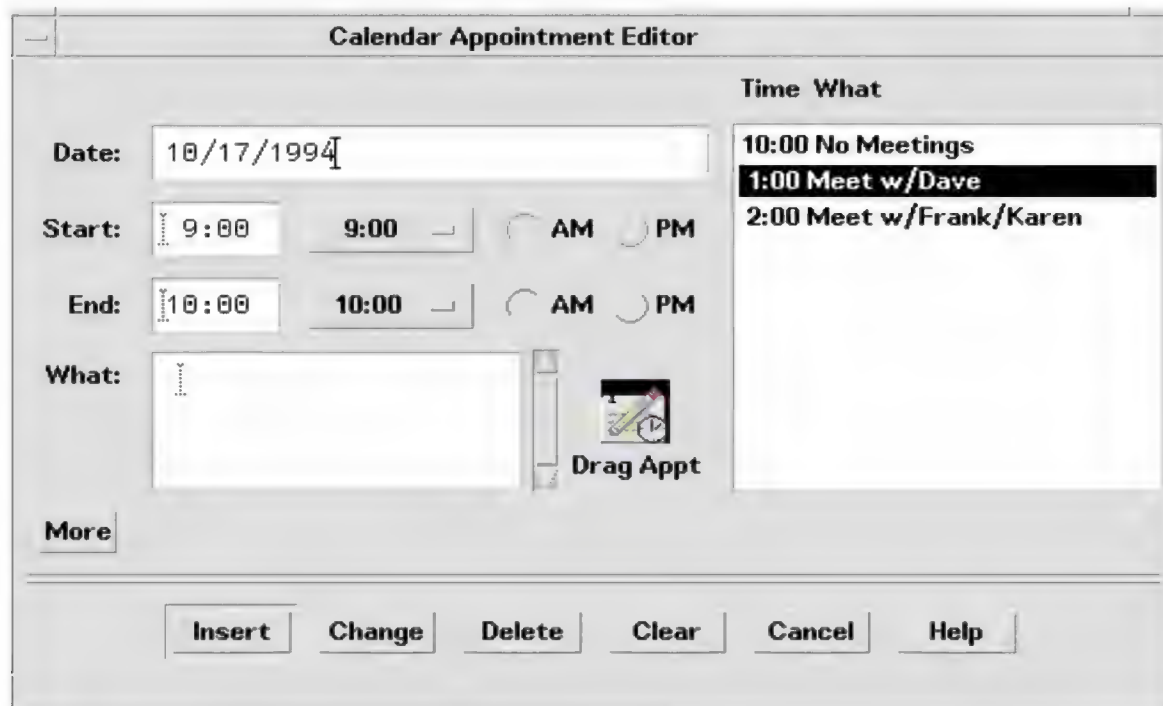 Calendar Appointment Editor
Time What
Date: 10/17/1994
10:00 No Meetings
1:00 Meet w/Dave
2:00 Meet w/Frank/Karen
Start: 9:00 9:00 AM PM
End: 10:00 10:00 AM PM
What:
Drag Appt
More
Insert Change Delete Clear Cancel Help